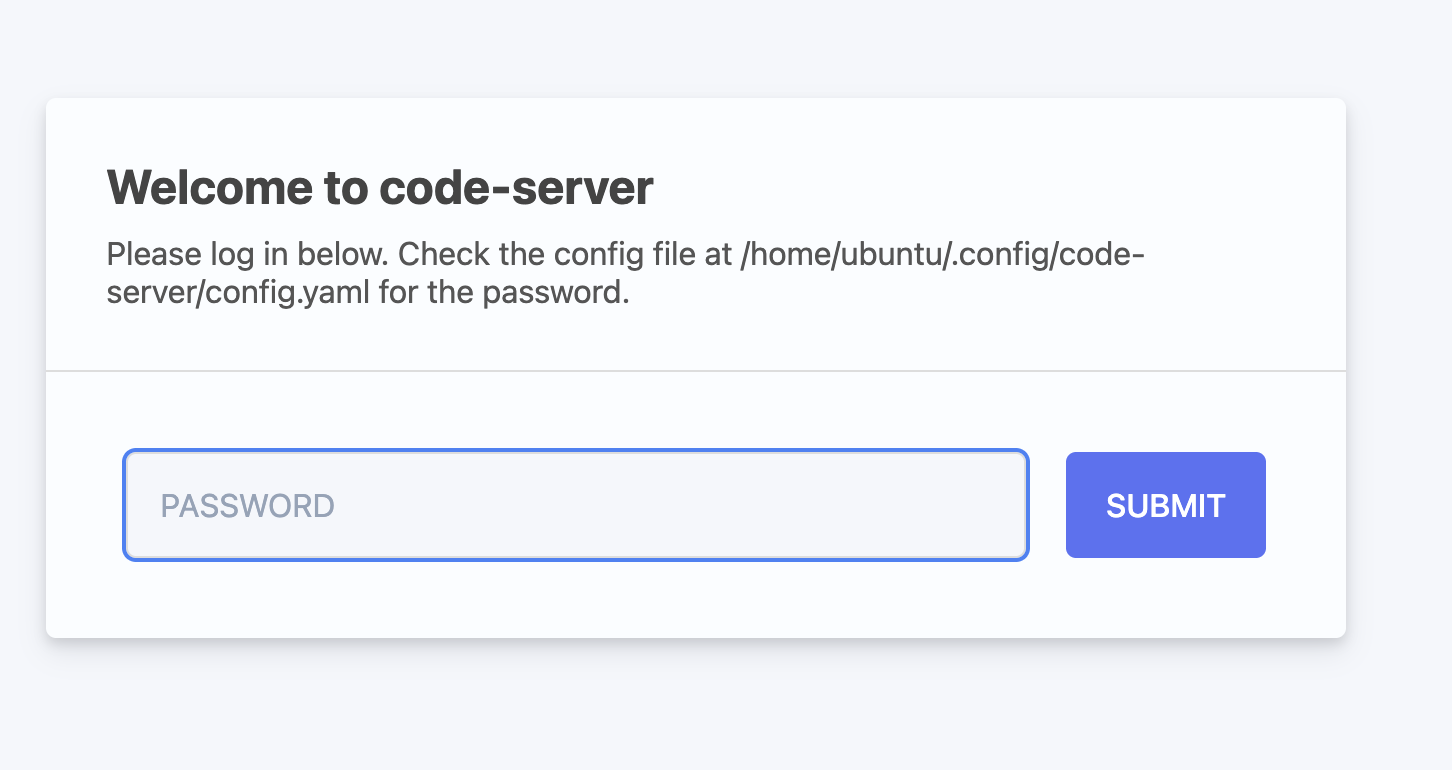 Welcome to code-server
Please log in below. Check the config file at /home/ubuntu/.config/code-
server/config.yaml for the password.
PASSWORD
SUBMIT